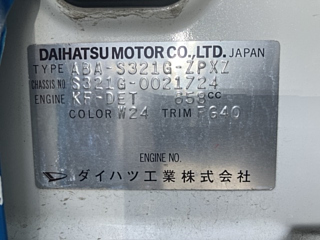 DAIHATSU MOTOR CO., LTD. JAPAN
TYPE ABA-S321G-ZPXZ
CHASSIS NO. S321G-0021724
ENGINE KF-DET 658cc
COLOR W24 TRIM FG40
ENGINE NO.
ダイハツ工業株式会社